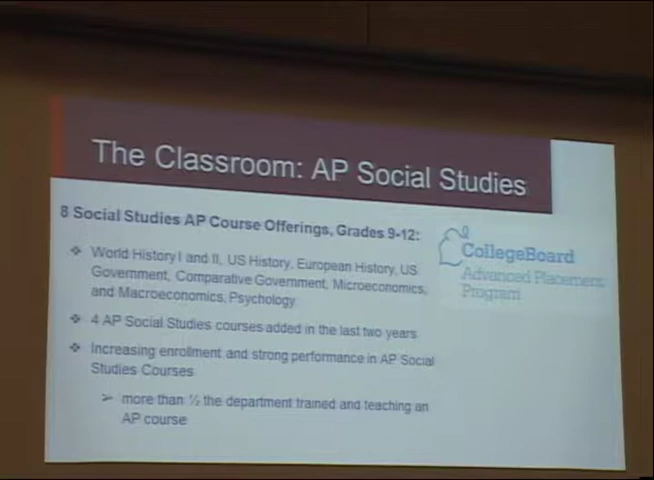 The Classroom: AP Social Studies
8 Social Studies AP Course Offerings, Grades 9-12:
World History I and II, US History, European History, US
Government, Comparative Government, Microeconomics,
and Macroeconomics, Psychology
4 AP Social Studies courses added in the last two years
Increasing enrollment and strong performance in AP Social
Studies Courses
more than ½ the department trained and teaching an
AP course
CollegeBoard
Advanced Placement
Program